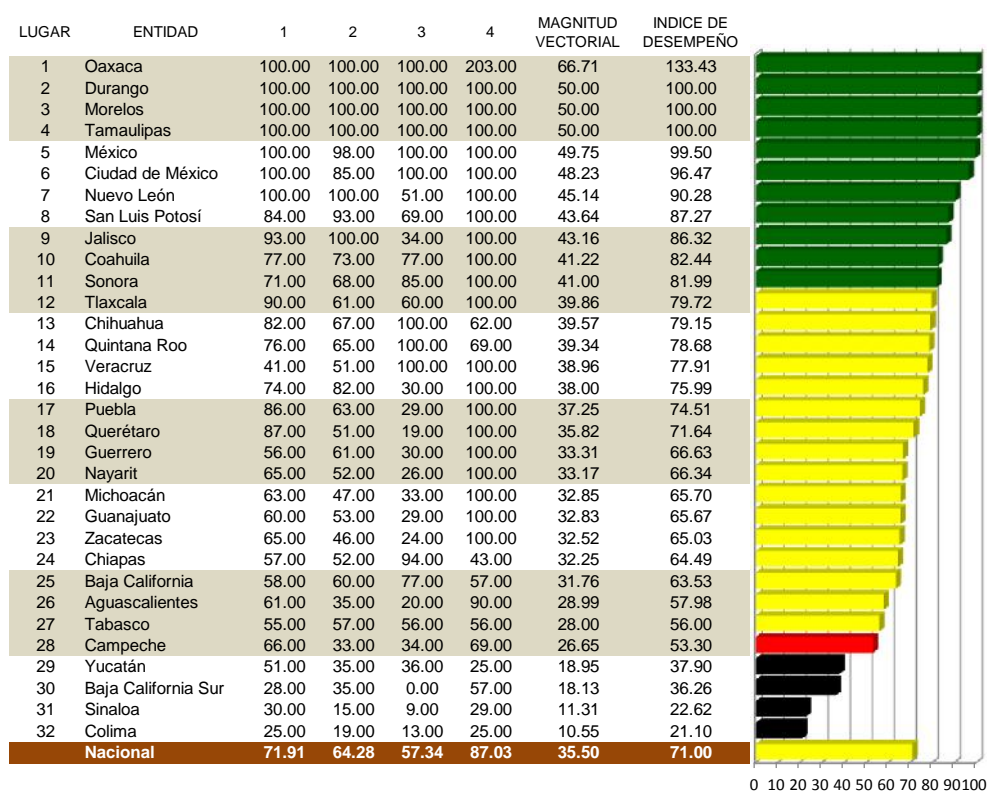 LUGAR ENTIDAD 1 2 3 4 MAGNITUD VECTORIAL INDICE DE DESEMPEÑO
1 Oaxaca 100.00 100.00 100.00 203.00 66.71 133.43
2 Durango 100.00 100.00 100.00 100.00 50.00 100.00
3 Morelos 100.00 100.00 100.00 100.00 50.00 100.00
4 Tamaulipas 100.00 100.00 100.00 100.00 50.00 100.00
5 México 100.00 98.00 100.00 100.00 49.75 99.50
6 Ciudad de México 100.00 85.00 100.00 100.00 48.23 96.47
7 Nuevo León 100.00 100.00 51.00 100.00 45.14 90.28
8 San Luis Potosí 84.00 93.00 69.00 100.00 43.64 87.27
9 Jalisco 93.00 100.00 34.00 100.00 43.16 86.32
10 Coahuila 77.00 73.00 77.00 100.00 41.22 82.44
11 Sonora 71.00 68.00 85.00 100.00 41.00 81.99
12 Tlaxcala 90.00 61.00 60.00 100.00 39.86 79.72
13 Chihuahua 82.00 67.00 100.00 62.00 39.57 79.15
14 Quintana Roo 76.00 65.00 100.00 69.00 39.34 78.68
15 Veracruz 41.00 51.00 100.00 100.00 38.96 77.91
16 Hidalgo 74.00 82.00 30.00 100.00 38.00 75.99
17 Puebla 86.00 63.00 29.00 100.00 37.25 74.51
18 Querétaro 87.00 51.00 19.00 100.00 35.82 71.64
19 Guerrero 56.00 61.00 30.00 100.00 33.31 66.63
20 Nayarit 65.00 52.00 26.00 100.00 33.17 66.34
21 Michoacán 63.00 47.00 33.00 100.00 32.85 65.70
22 Guanajuato 60.00 53.00 29.00 100.00 32.83 65.67
23 Zacatecas 65.00 46.00 24.00 100.00 32.52 65.03
24 Chiapas 57.00 52.00 94.00 43.00 32.25 64.49
25 Baja California 58.00 60.00 77.00 57.00 31.76 63.53
26 Aguascalientes 61.00 35.00 20.00 90.00 28.99 57.98
27 Tabasco 55.00 57.00 56.00 56.00 28.00 56.00
28 Campeche 66.00 33.00 34.00 69.00 26.65 53.30
29 Yucatán 51.00 35.00 36.00 25.00 18.95 37.90
30 Baja California Sur 28.00 35.00 0.00 57.00 18.13 36.26
31 Sinaloa 30.00 15.00 9.00 29.00 11.31 22.62
32 Colima 25.00 19.00 13.00 25.00 10.55 21.10
Nacional 71.91 64.28 57.34 87.03 35.50 71.00
0 10 20 30 40 50 60 70 80 90 100